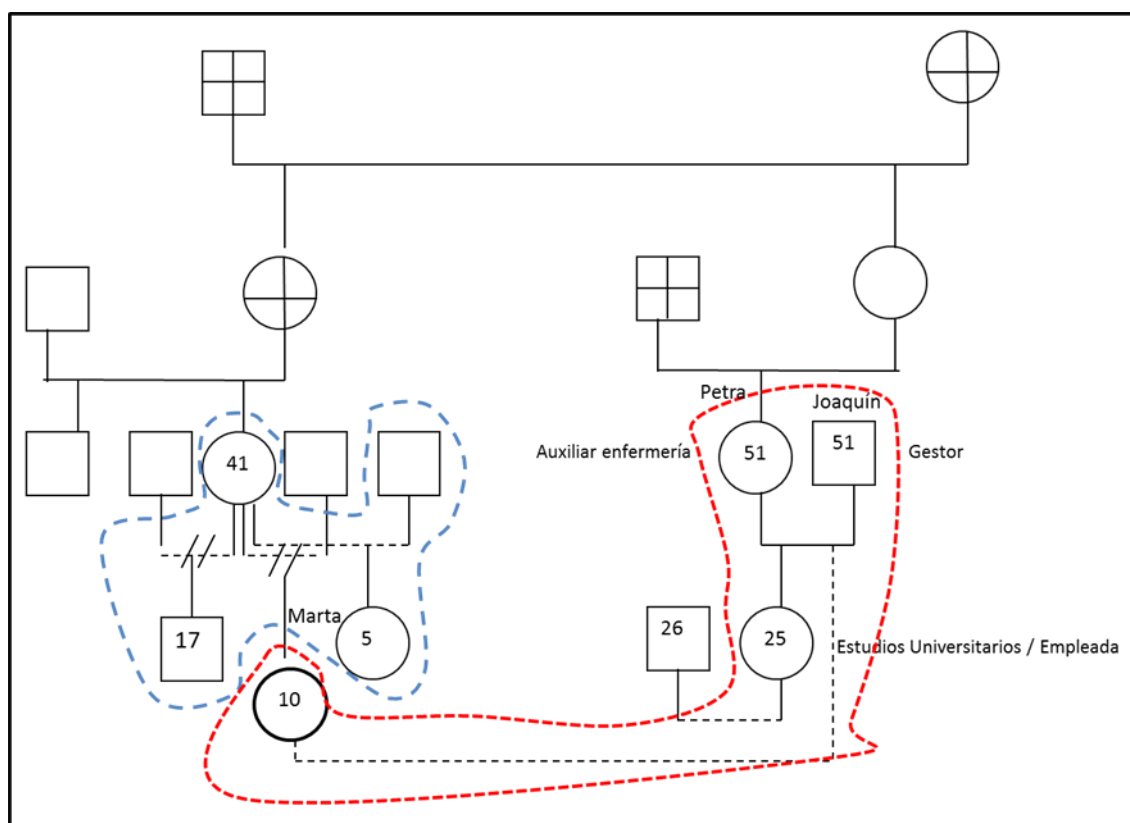 Petra
Joaquín
41
Auxiliar enfermería
51
51
Gestor
Marta
17
5
26
25
Estudios Universitarios / Empleada
10